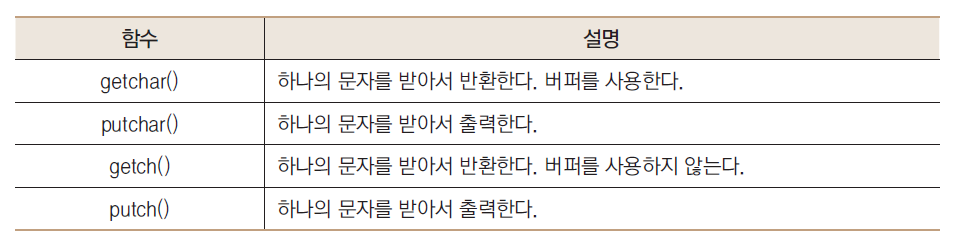 함수 설명
getchar() 하나의 문자를 받아서 반환한다. 버퍼를 사용한다.
putchar() 하나의 문자를 받아서 출력한다.
getch() 하나의 문자를 받아서 반환한다. 버퍼를 사용하지 않는다.
putch() 하나의 문자를 받아서 출력한다.